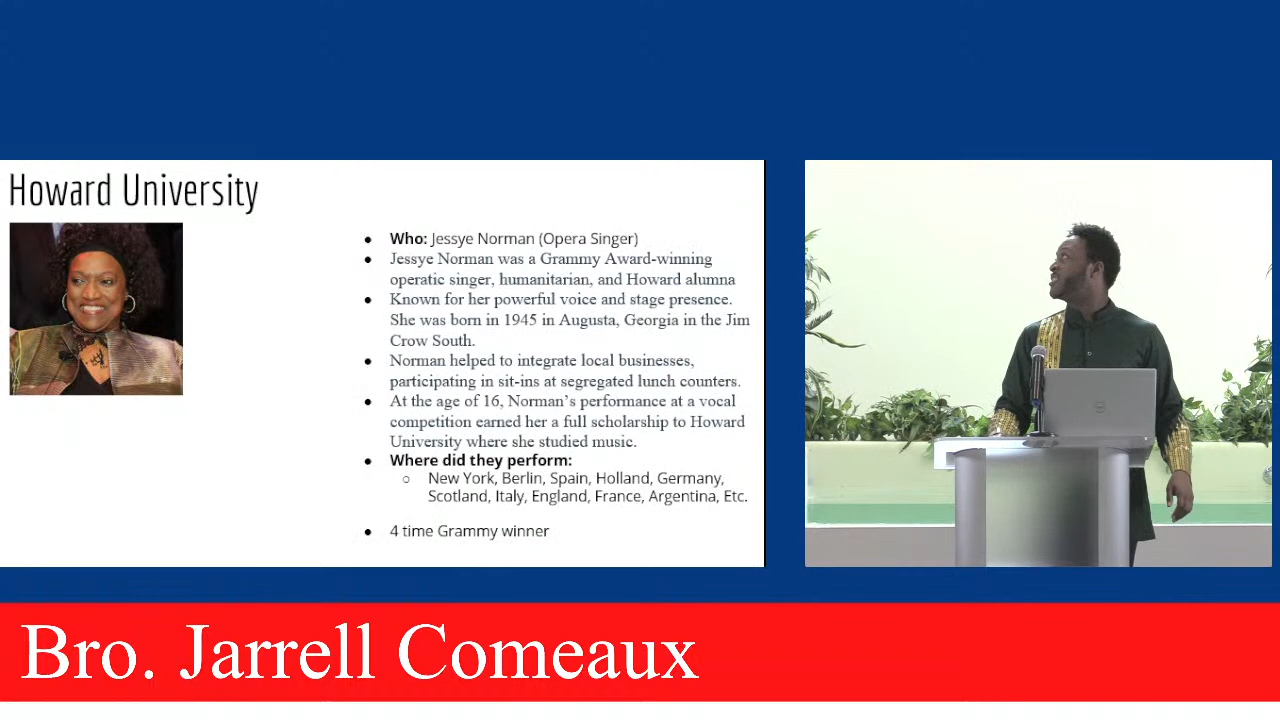 Howard University
● Who: Jessye Norman (Opera Singer)
● Jessye Norman was a Grammy Award-winning
operatic singer, humanitarian, and Howard alumna
● Known for her powerful voice and stage presence.
She was born in 1945 in Augusta, Georgia in the Jim
Crow South.
● Norman helped to integrate local businesses,
participating in sit-ins at segregated lunch counters.
● At the age of 16, Norman's performance at a vocal
competition earned her a full scholarship to Howard
University where she studied music.
● Where did they perform:
○ New York, Berlin, Spain, Holland, Germany,
Scotland, Italy, England, France, Argentina, Etc.
● 4 time Grammy winner
Bro. Jarrell Comeaux